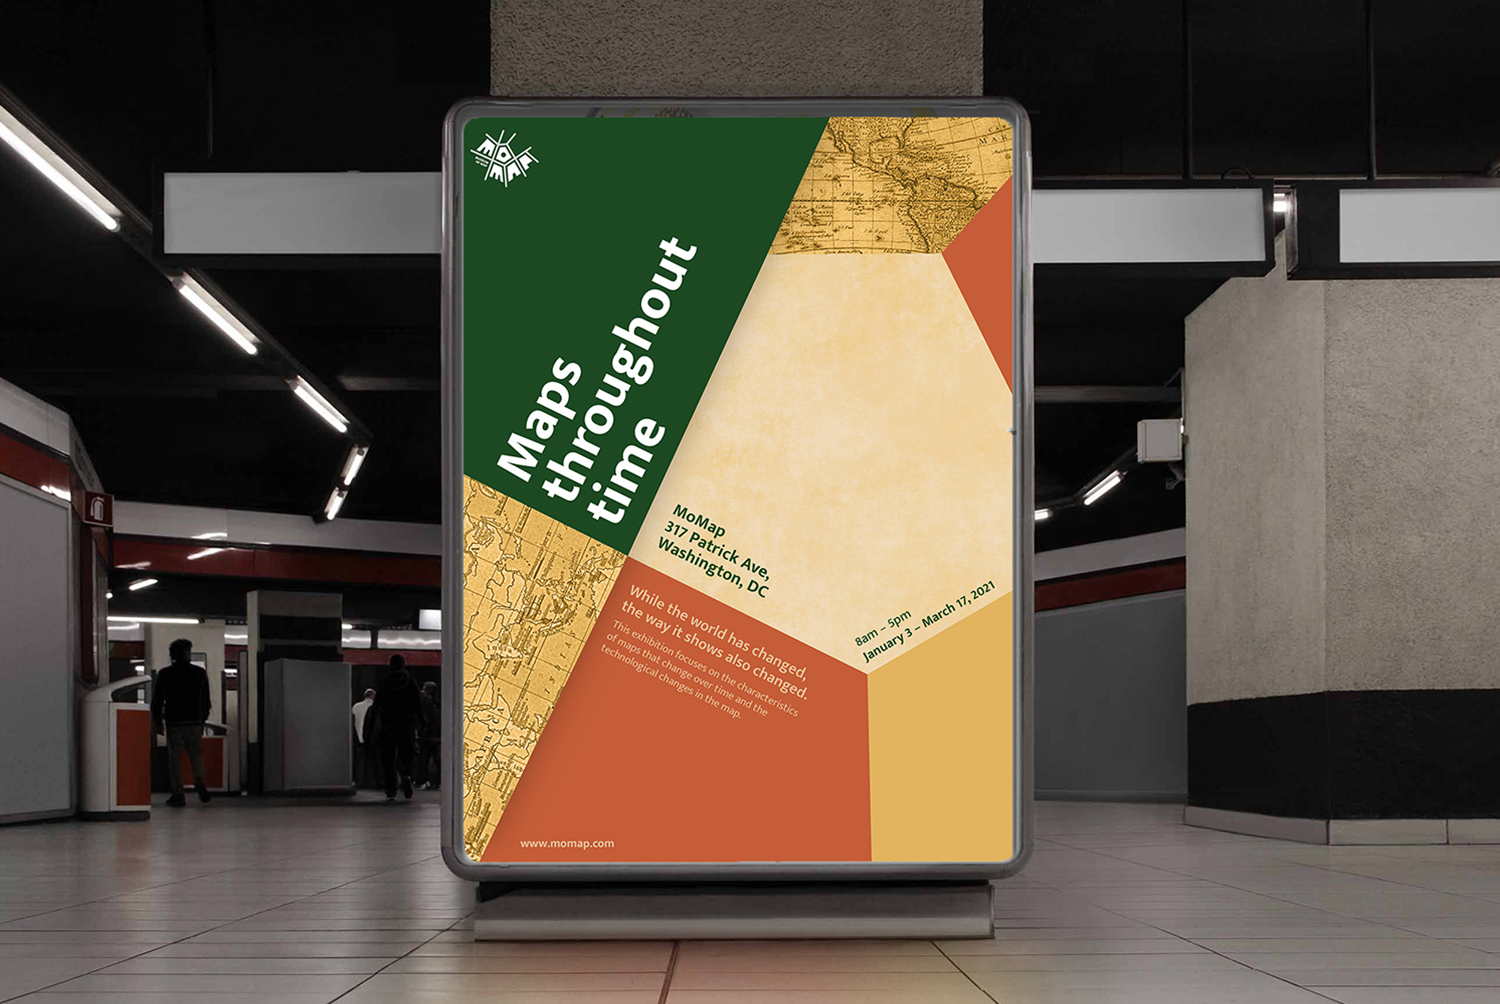 MOMAP
Maps
throughout
time
MoMap
317 Patrick Ave,
Washington, DC
8am – 5pm
January 3 – March 17, 2021
While the world has changed,
the way it shows also changed.
This exhibition focuses on the characteristics
of maps that change over time and the
technological changes in the map.
www.momap.com